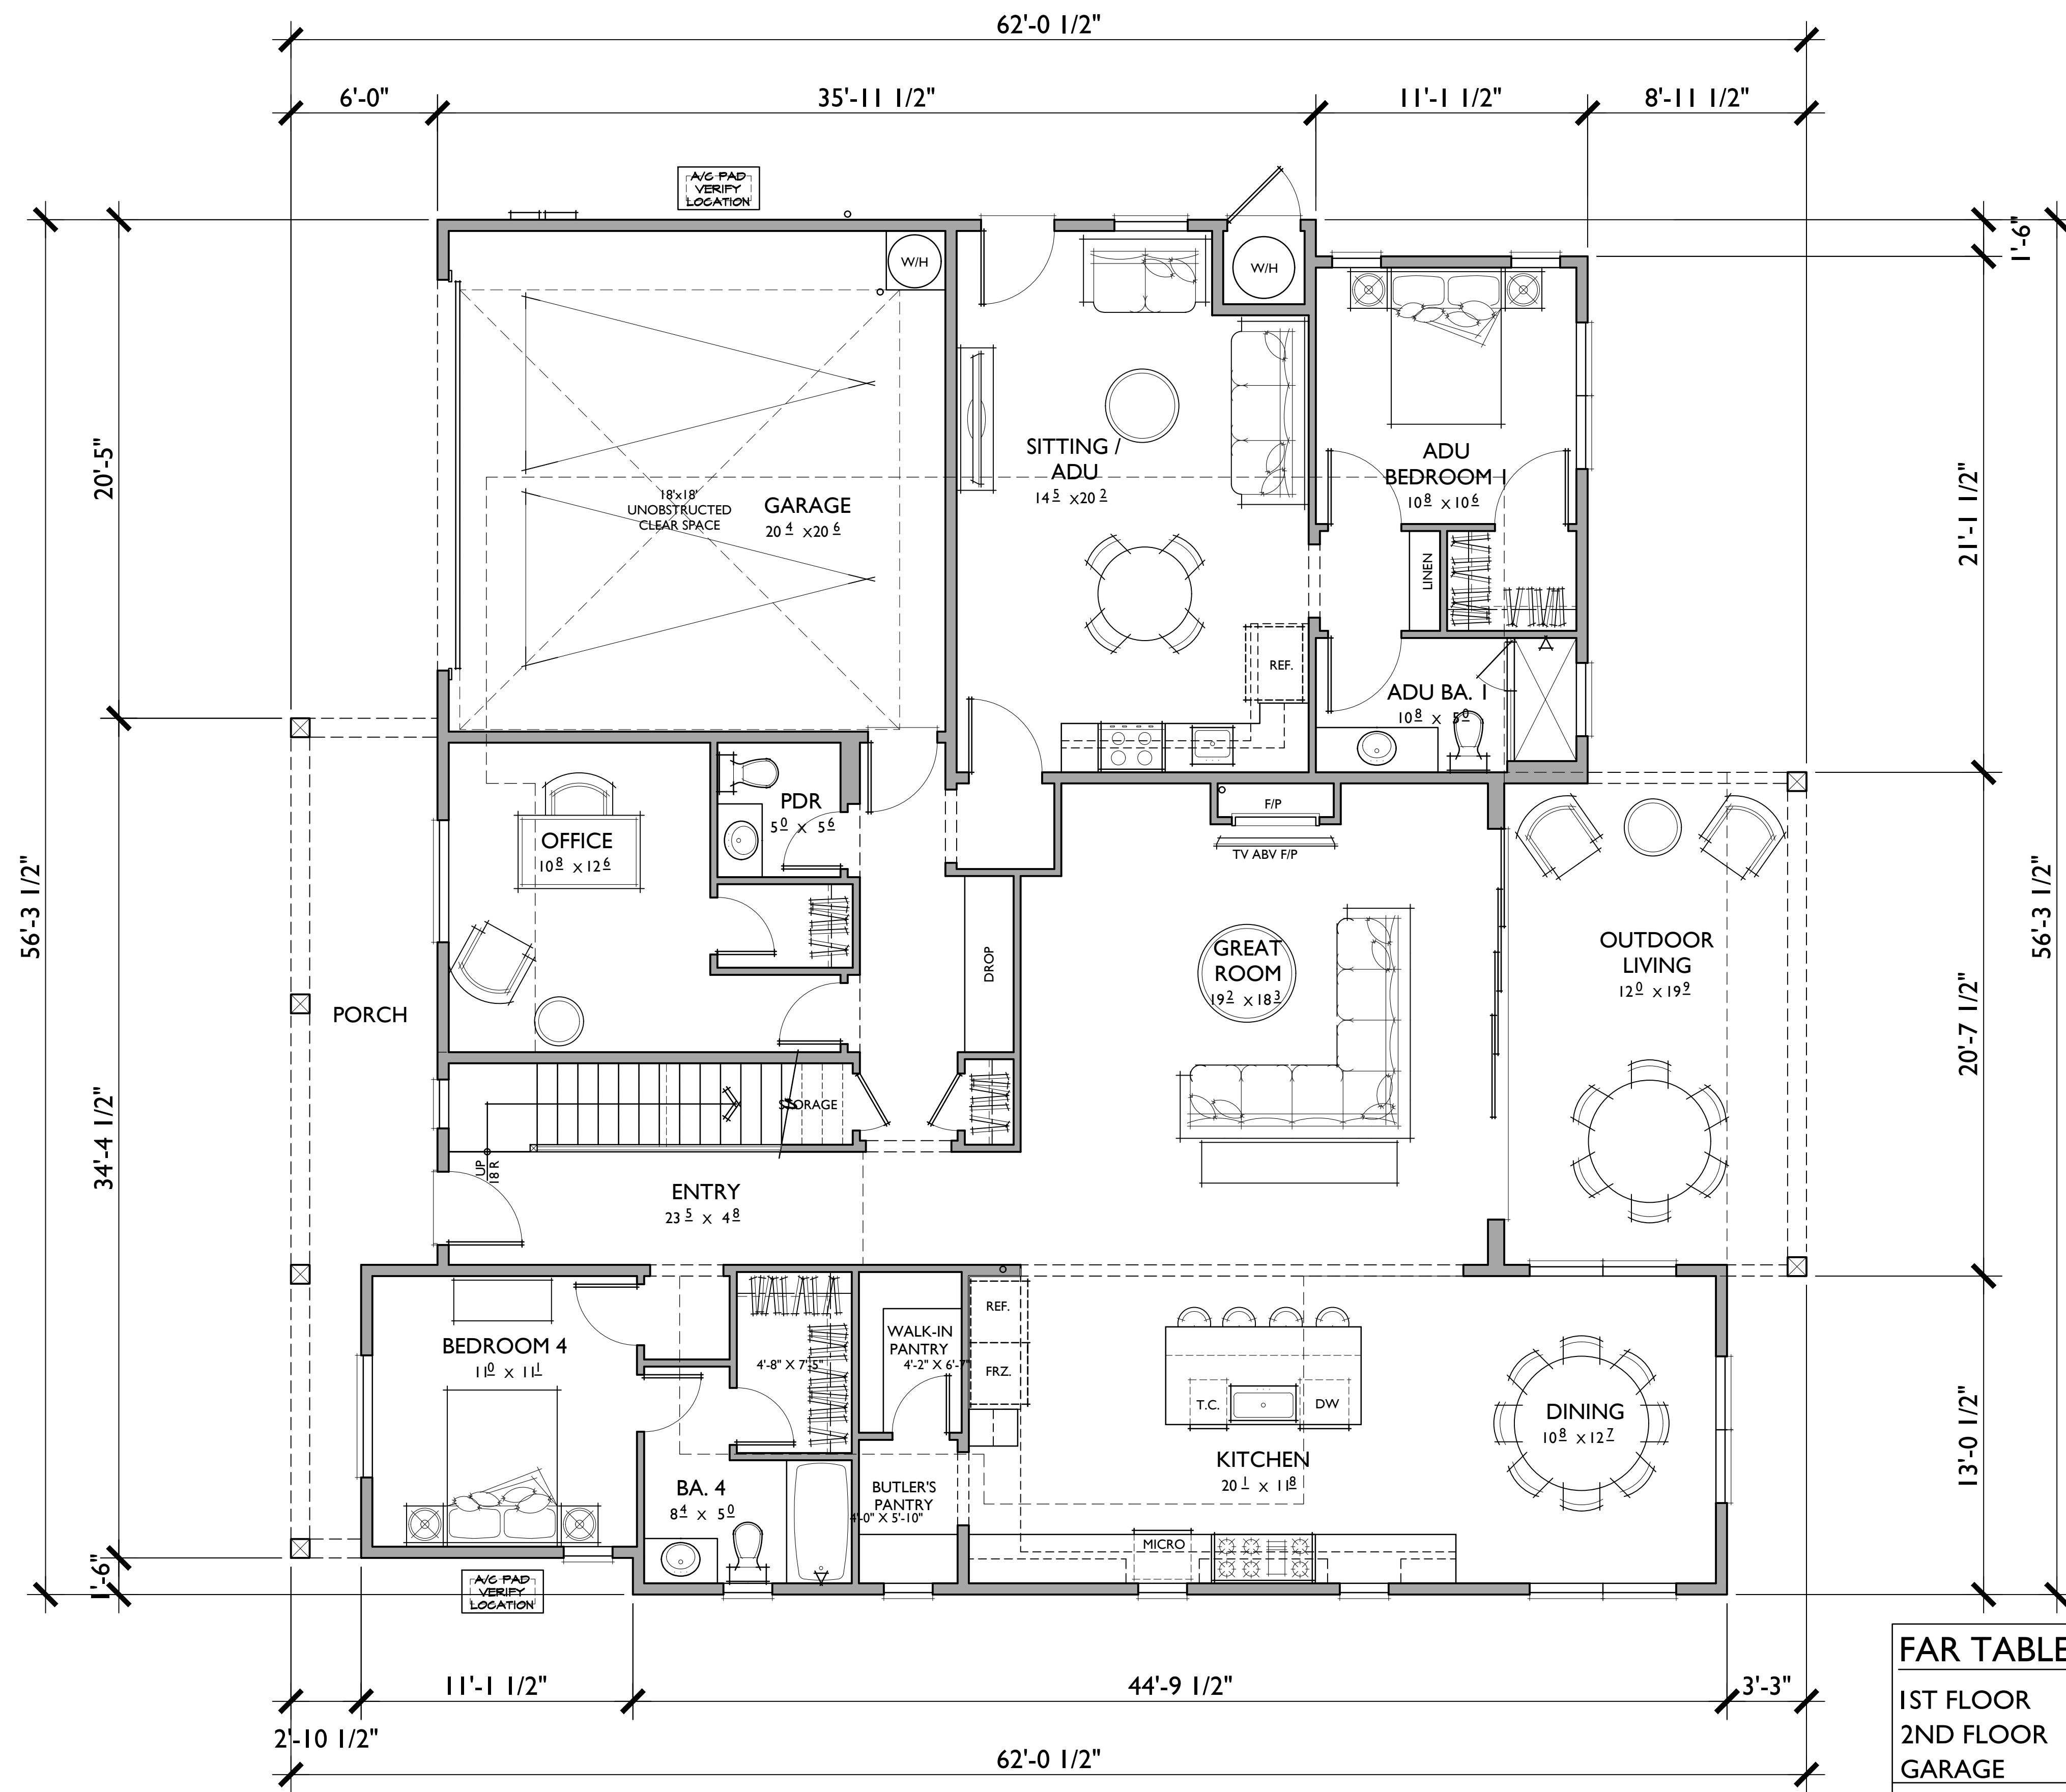 62'-0 1/2"
6'-0"
35'-11 1/2"
11'-1 1/2"
8'-11 1/2"
A/C PAD
VERIFY
LOCATION
1'-6"
W/H
W/H
20'-5"
SITTING /
ADU
14 5 x20 2
ADU
BEDROOM 1
10 8 x 10 6
18'x18'
UNOBSTRUCTED
CLEAR SPACE
GARAGE
20 4 x20 6
21'-1 1/2"
LINEN
REF.
ADU BA. 1
10 8 x 5 0
PDR
5 0 x 5 6
F/P
TV ABV F/P
OFFICE
10 8 x 12 6
56'-3 1/2"
56'-3 1/2"
DROP
GREAT
ROOM
19 2 x18 3
OUTDOOR
LIVING
12 0 x 19 9
PORCH
20'-7 1/2"
STORAGE
34'-4 1/2"
UP
18 R
ENTRY
23 5 x 4 8
REF.
BEDROOM 4
11 0 x 11 1
WALK-IN
PANTRY
4'-8" X 7'-5"
4'-2" X 6'-7"
FRZ.
T.C.
DW
DINING
10 8 x 12 7
KITCHEN
20 1 x 11 8
13'-0 1/2"
BA. 4
8 4 x 5 0
BUTLER'S
PANTRY
4'-0" X 5'-10"
MICRO
1'-6"
A/C PAD
VERIFY
LOCATION
FAR TABLE
1ST FLOOR
2ND FLOOR
GARAGE
11'-1 1/2"
44'-9 1/2"
3'-3"
2'-10 1/2"
62'-0 1/2"